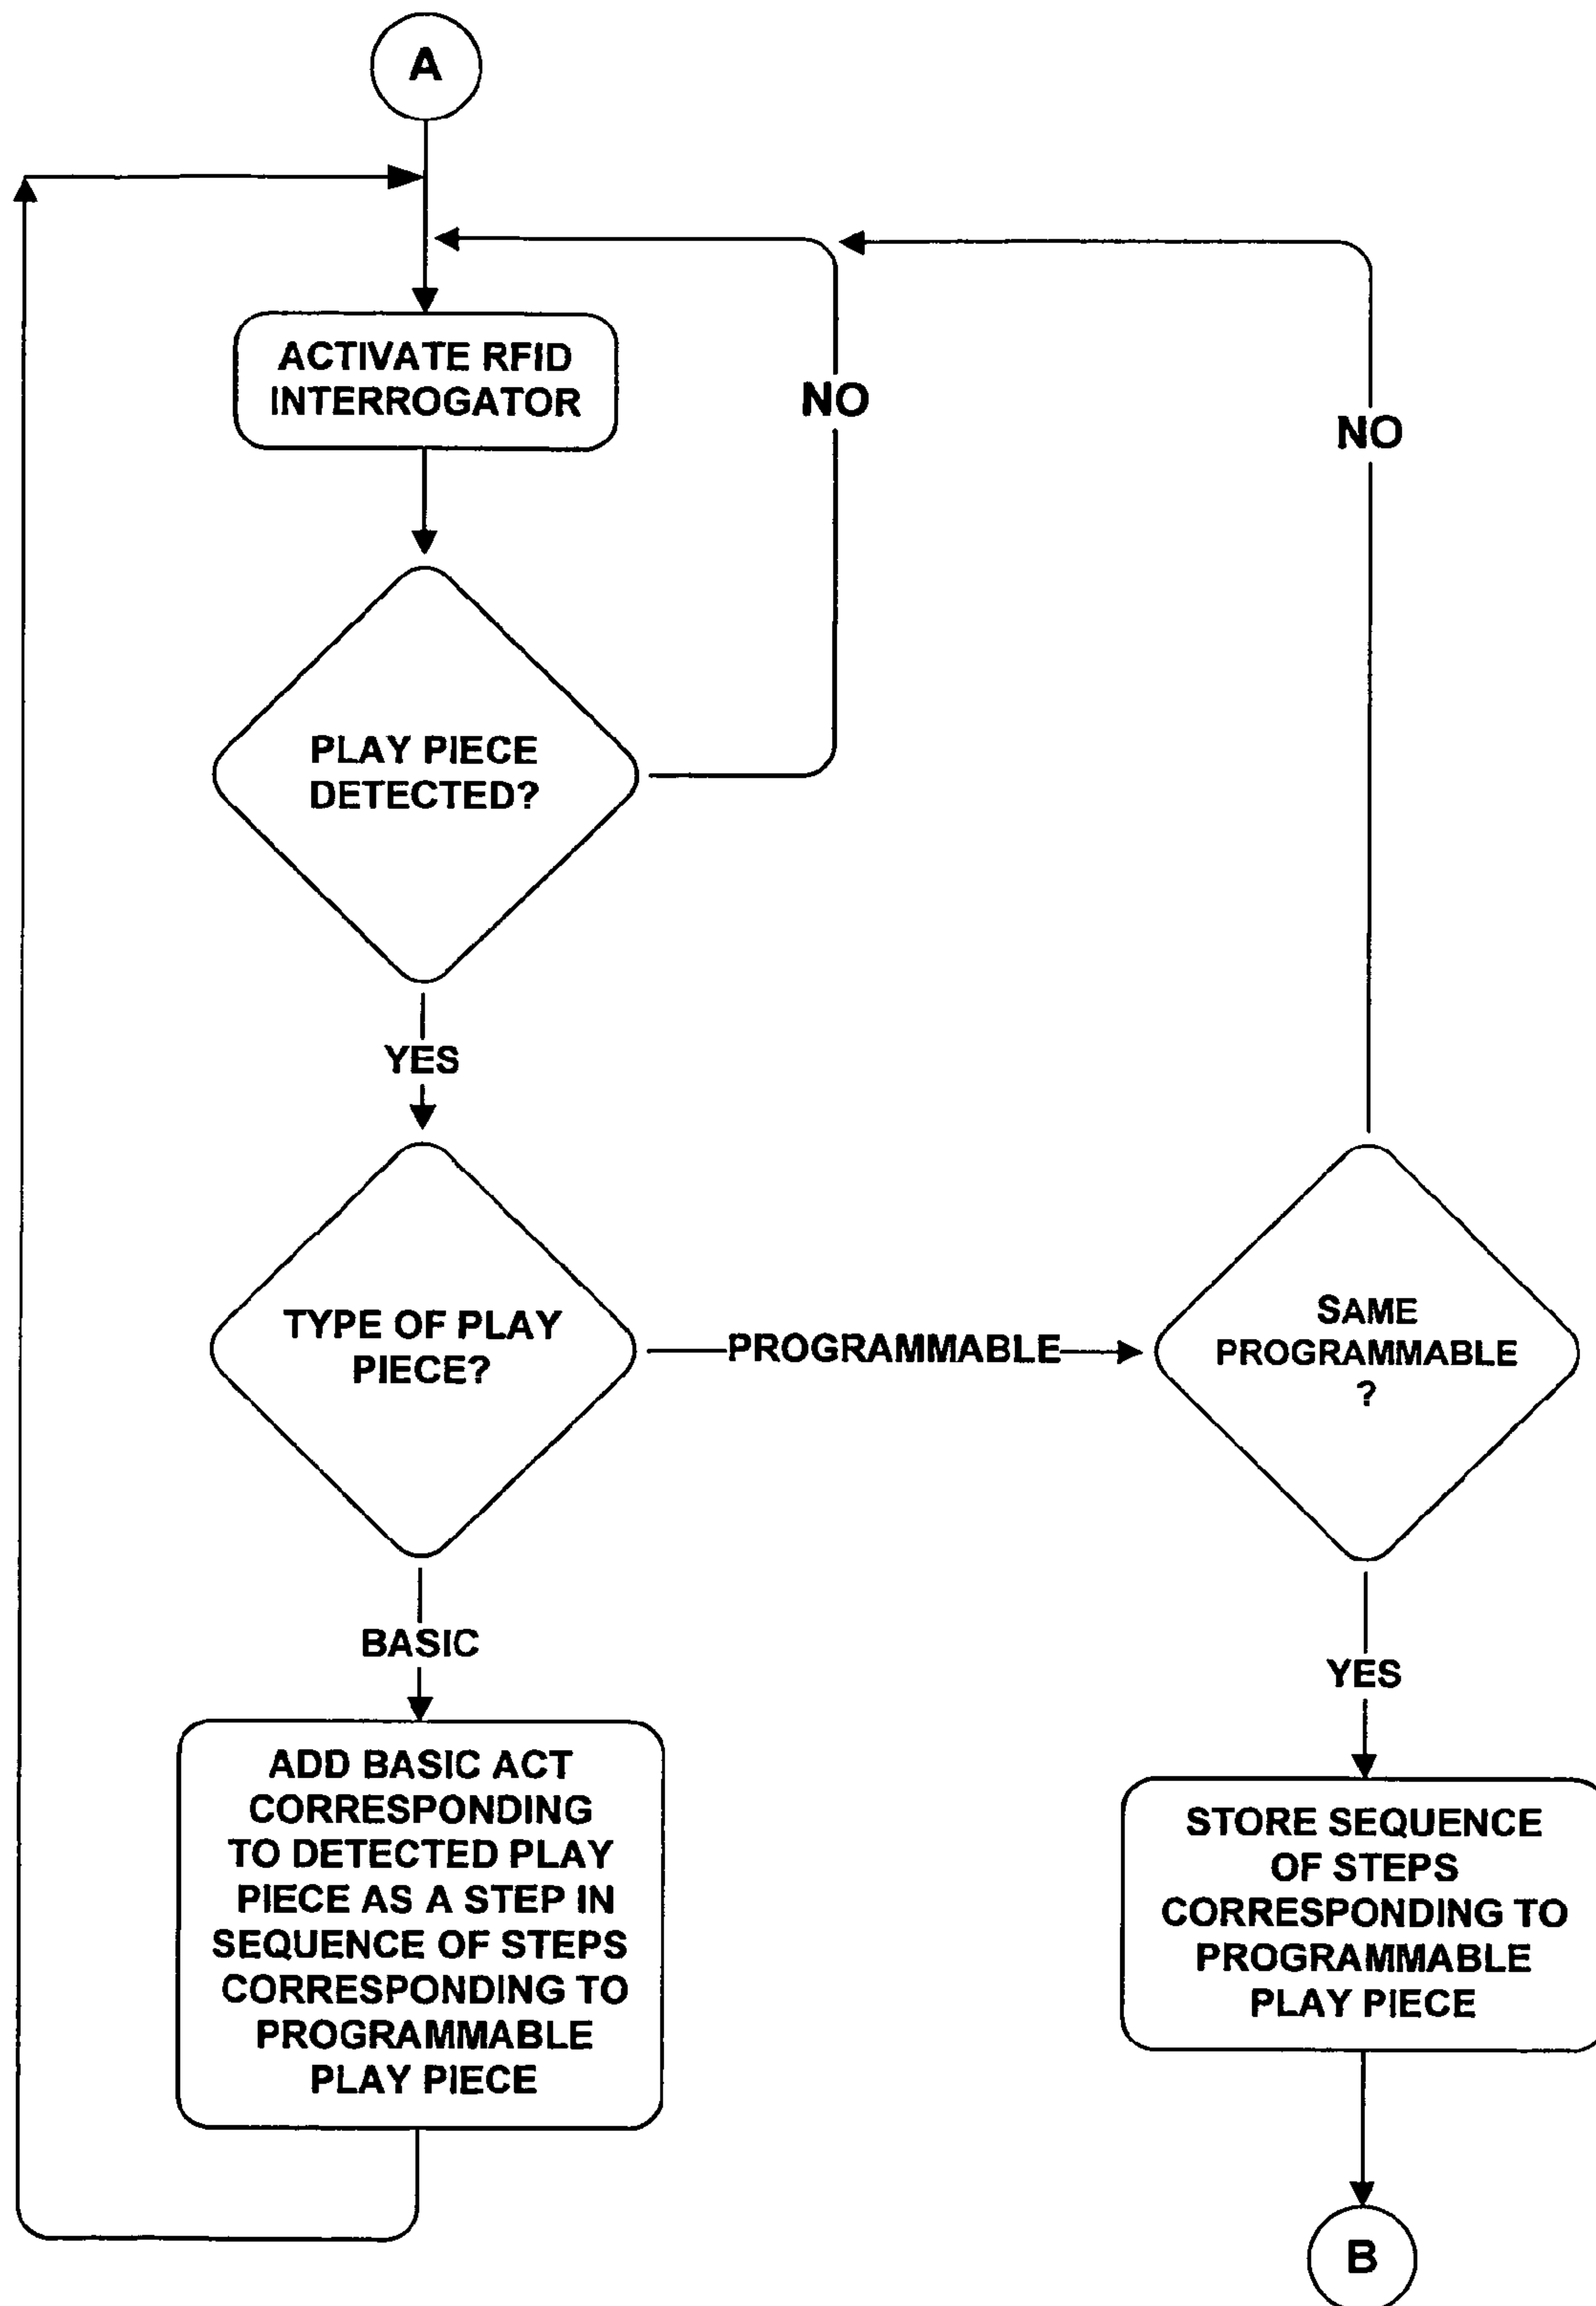 A
ACTIVATE RFID
INTERROGATOR
NO
NO
PLAY PIECE
DETECTED?
YES
TYPE OF PLAY
PIECE?
PROGRAMMABLE
SAME
PROGRAMMABLE
?
BASIC
YES
ADD BASIC ACT
CORRESPONDING
TO DETECTED PLAY
PIECE AS A STEP IN
SEQUENCE OF STEPS
CORRESPONDING TO
PROGRAMMABLE
PLAY PIECE
STORE SEQUENCE
OF STEPS
CORRESPONDING TO
PROGRAMMABLE
PLAY PIECE
B